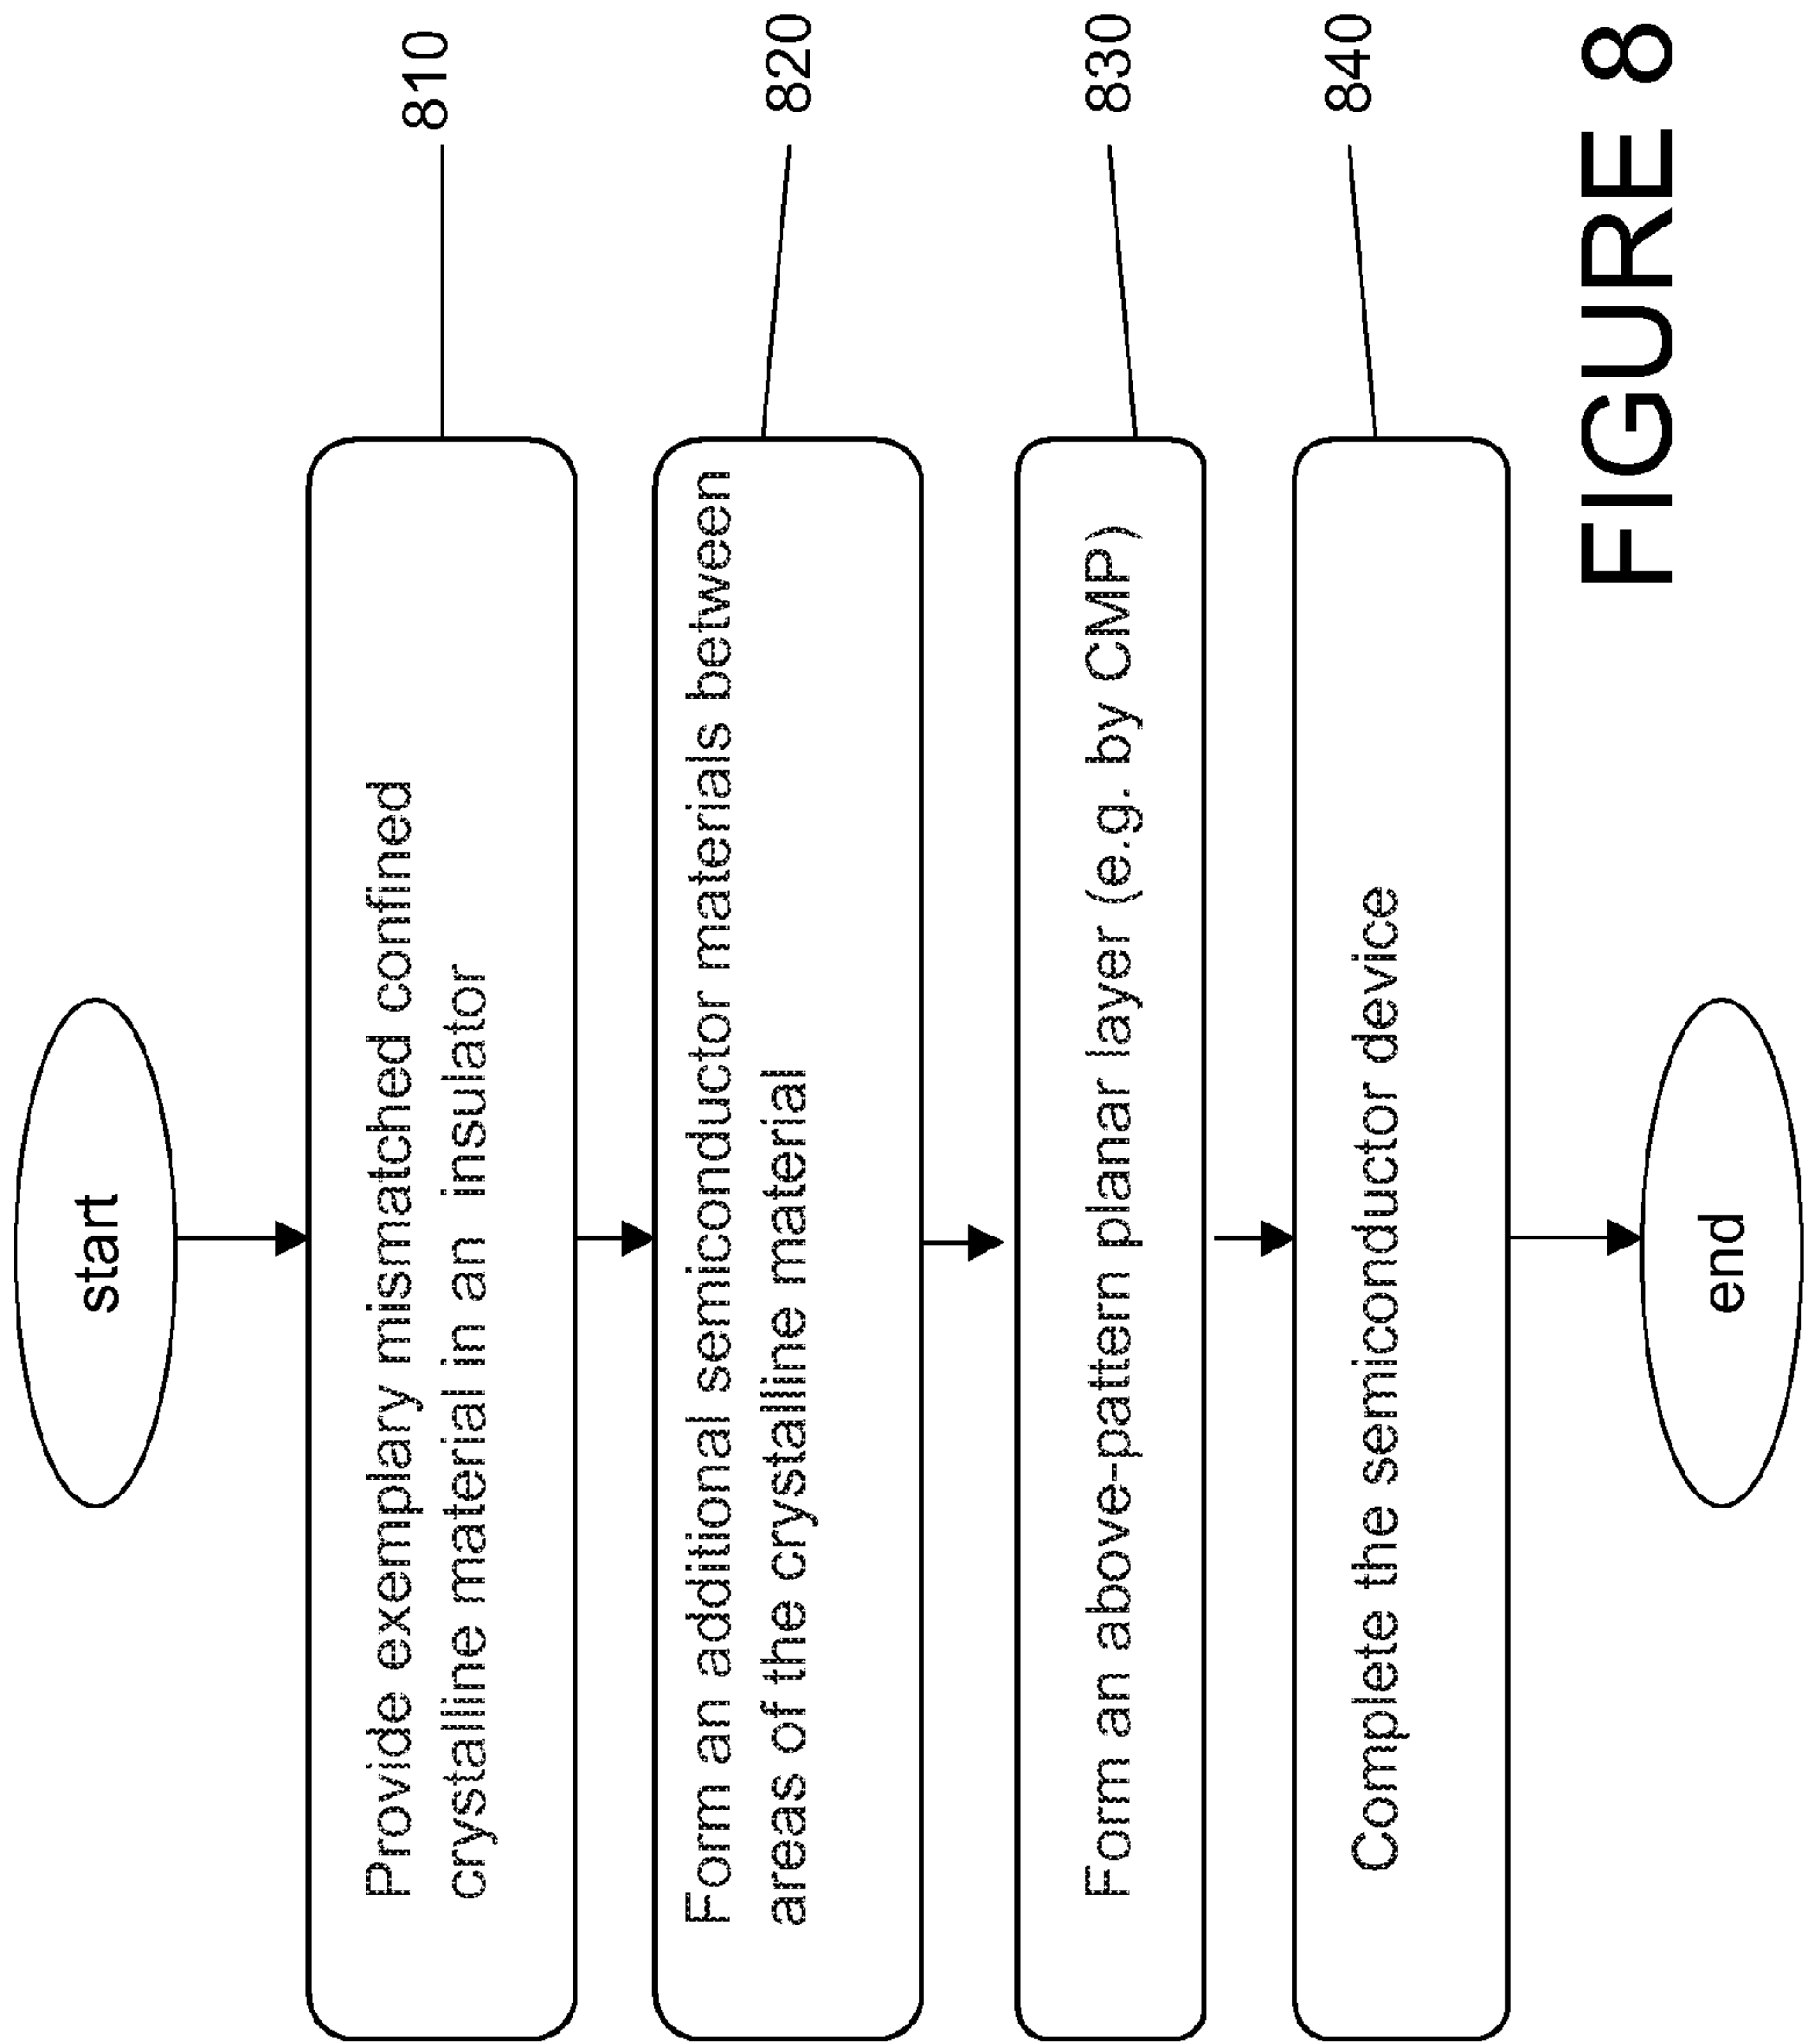 start
Provide exemplary mismatched confined
crystalline material in an insulator
810
Form an additional semiconductor materials between
areas of the crystalline material
820
Form an above-pattern planar layer (e.g. by CMP)
830
Complete the semiconductor device
840
end
FIGURE 8